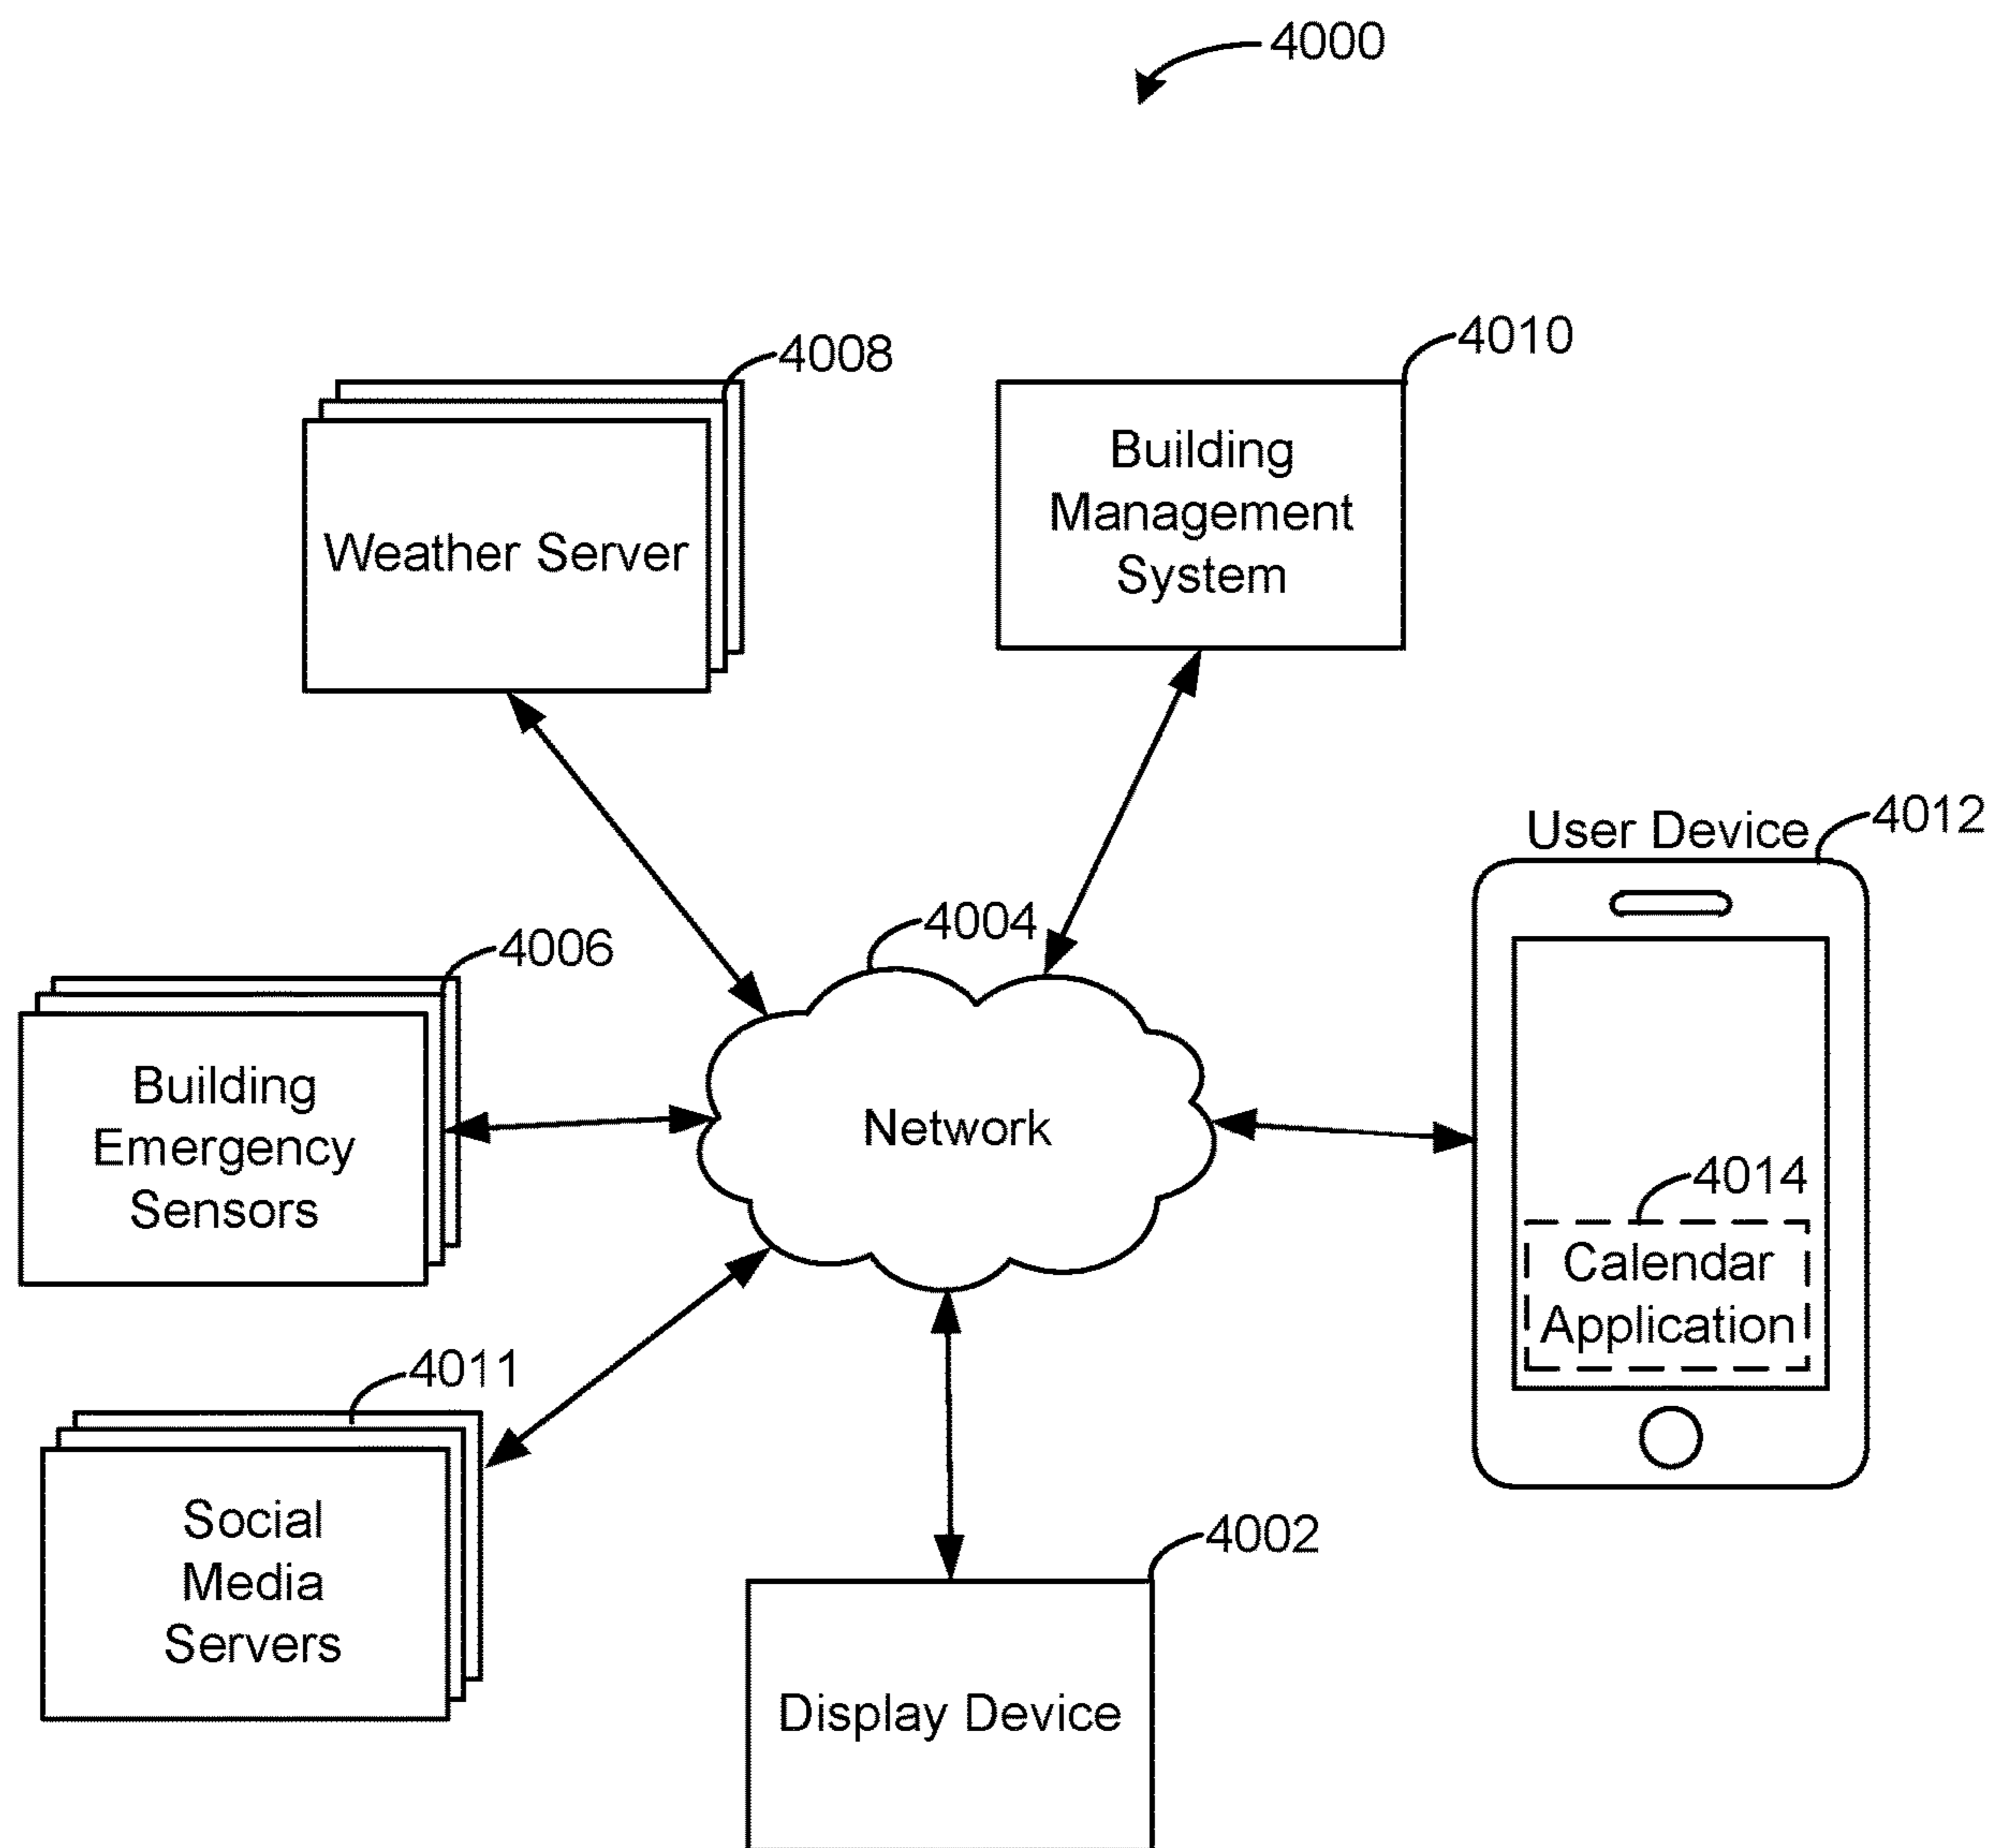 4000
4008
4010
Weather Server
Building
Management
System
User Device
4012
4004
4006
Building
Emergency
Sensors
Network
4014
Calendar
Application
4011
Social
Media
Servers
4002
Display Device